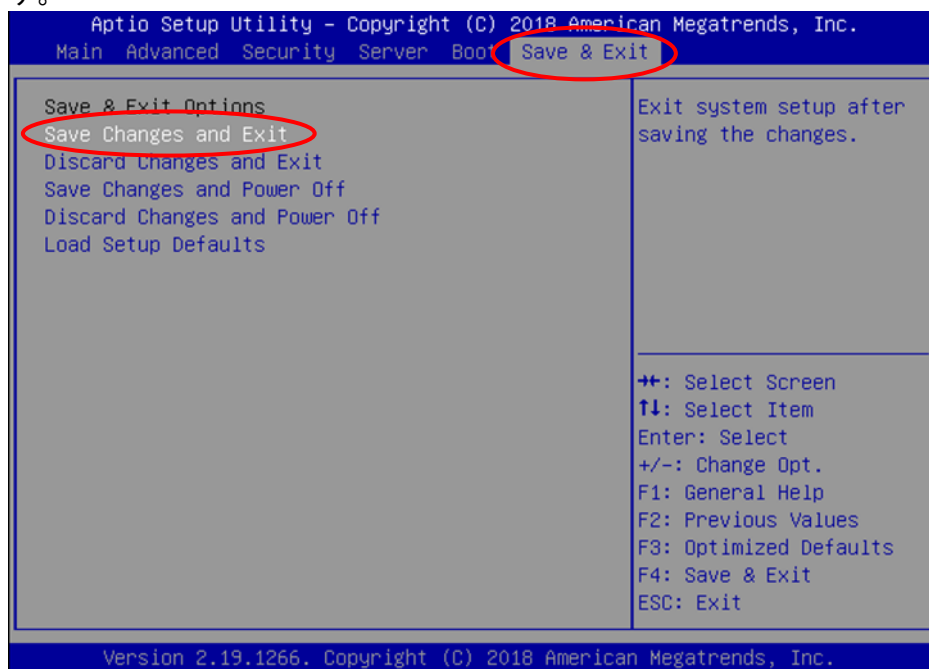 す。
Aptio Setup Utility – Copyright (C) 2018 American Megatrends, Inc.
Main Advanced Security Server Boot Save & Exit
Save & Exit Options
Save Changes and Exit
Discard Changes and Exit
Save Changes and Power Off
Discard Changes and Power Off
Load Setup Defaults
Exit system setup after
saving the changes.
→←: Select Screen
↑↓: Select Item
Enter: Select
+/-: Change Opt.
F1: General Help
F2: Previous Values
F3: Optimized Defaults
F4: Save & Exit
ESC: Exit
Version 2.19.1266. Copyright (C) 2018 American Megatrends, Inc.